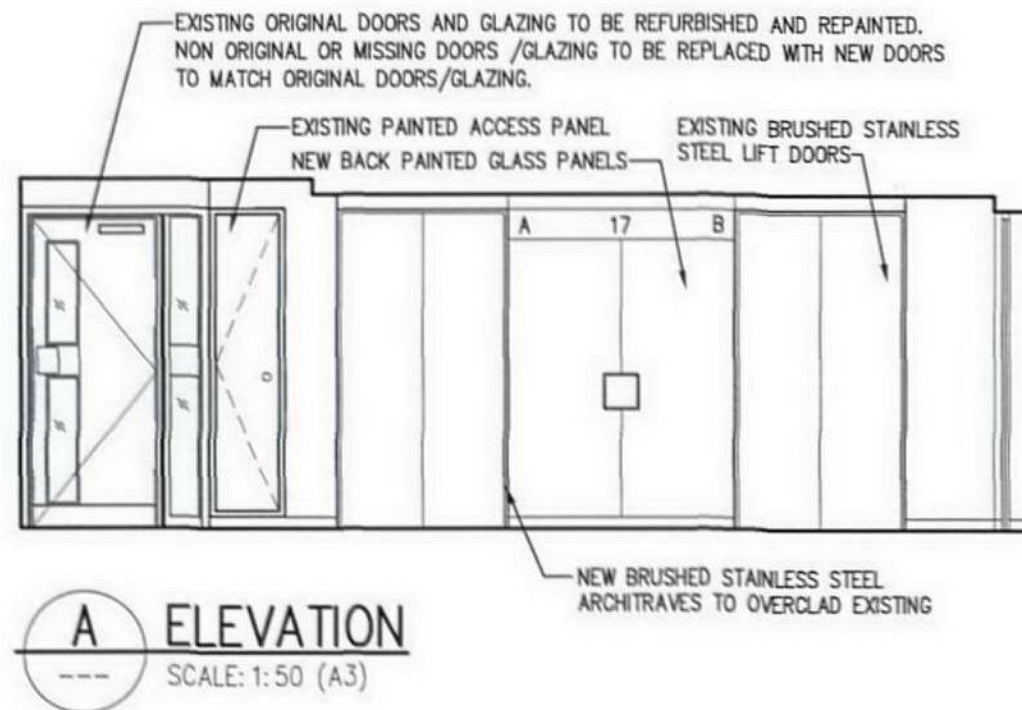 EXISTING ORIGINAL DOORS AND GLAZING TO BE REFURBISHED AND REPAINTED.
NON ORIGINAL OR MISSING DOORS /GLAZING TO BE REPLACED WITH NEW DOORS
TO MATCH ORIGINAL DOORS/GLAZING.
EXISTING PAINTED ACCESS PANEL
NEW BACK PAINTED GLASS PANELS
EXISTING BRUSHED STAINLESS
STEEL LIFT DOORS
A 17 B
NEW BRUSHED STAINLESS STEEL
ARCHITRAVES TO OVERCLAD EXISTING
A
---
ELEVATION
SCALE: 1:50 (A3)